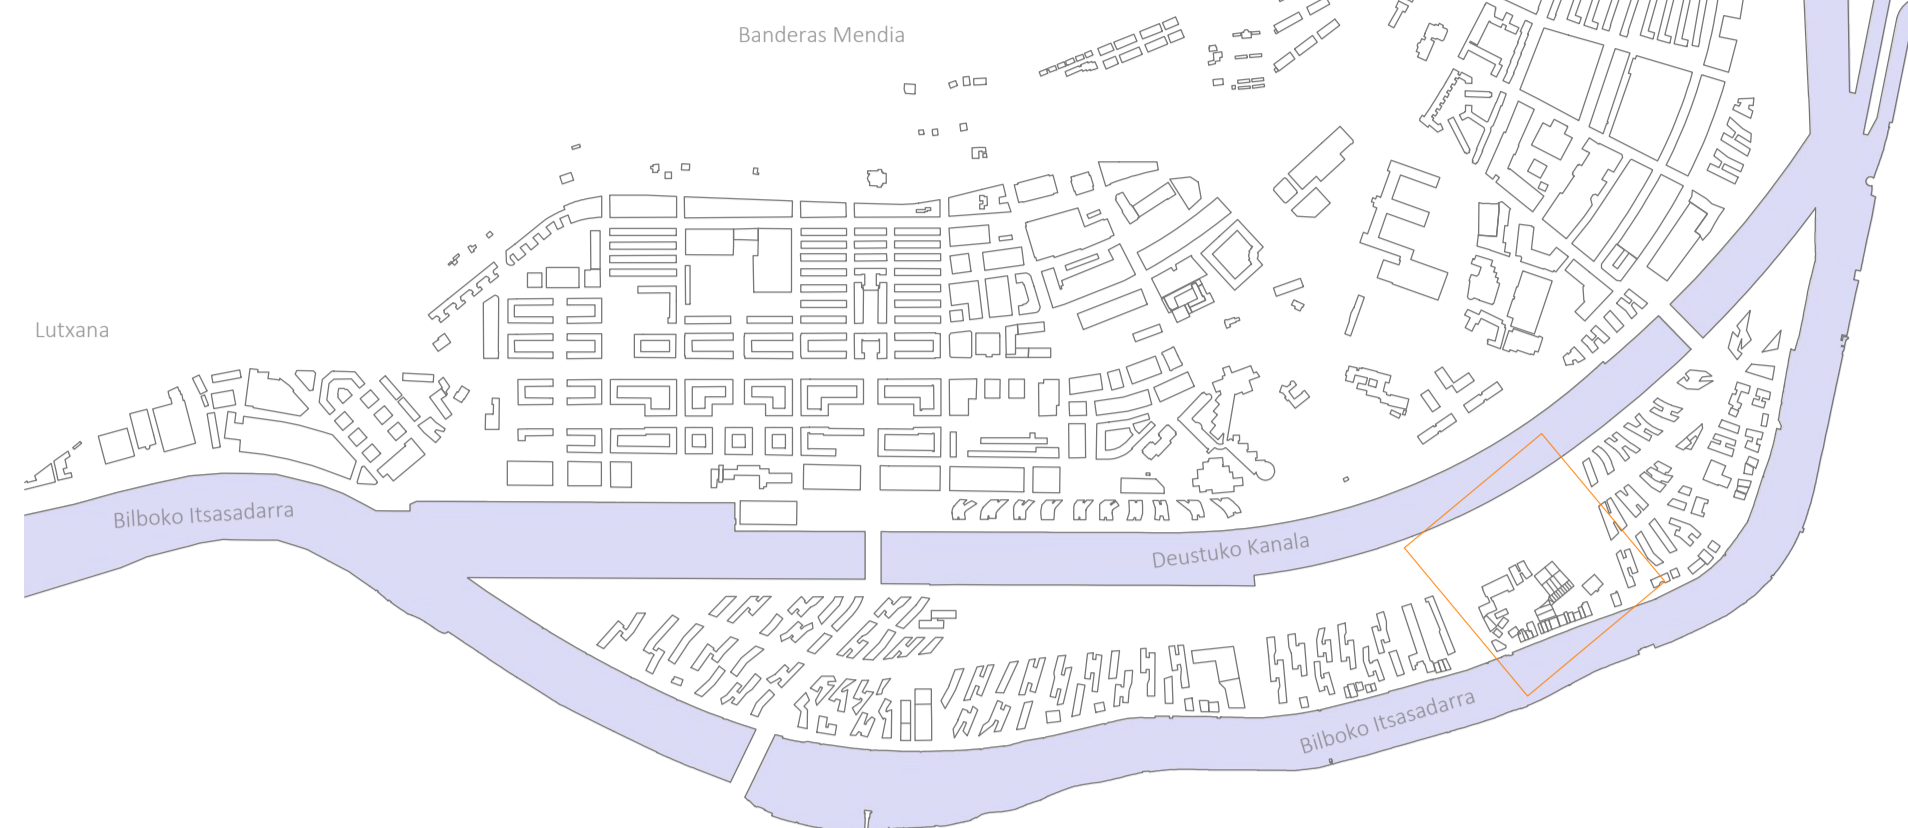 Banderas Mendia
Lutxana
Bilboko Itsasadarra
Deustuko Kanala
Bilboko Itsasadarra